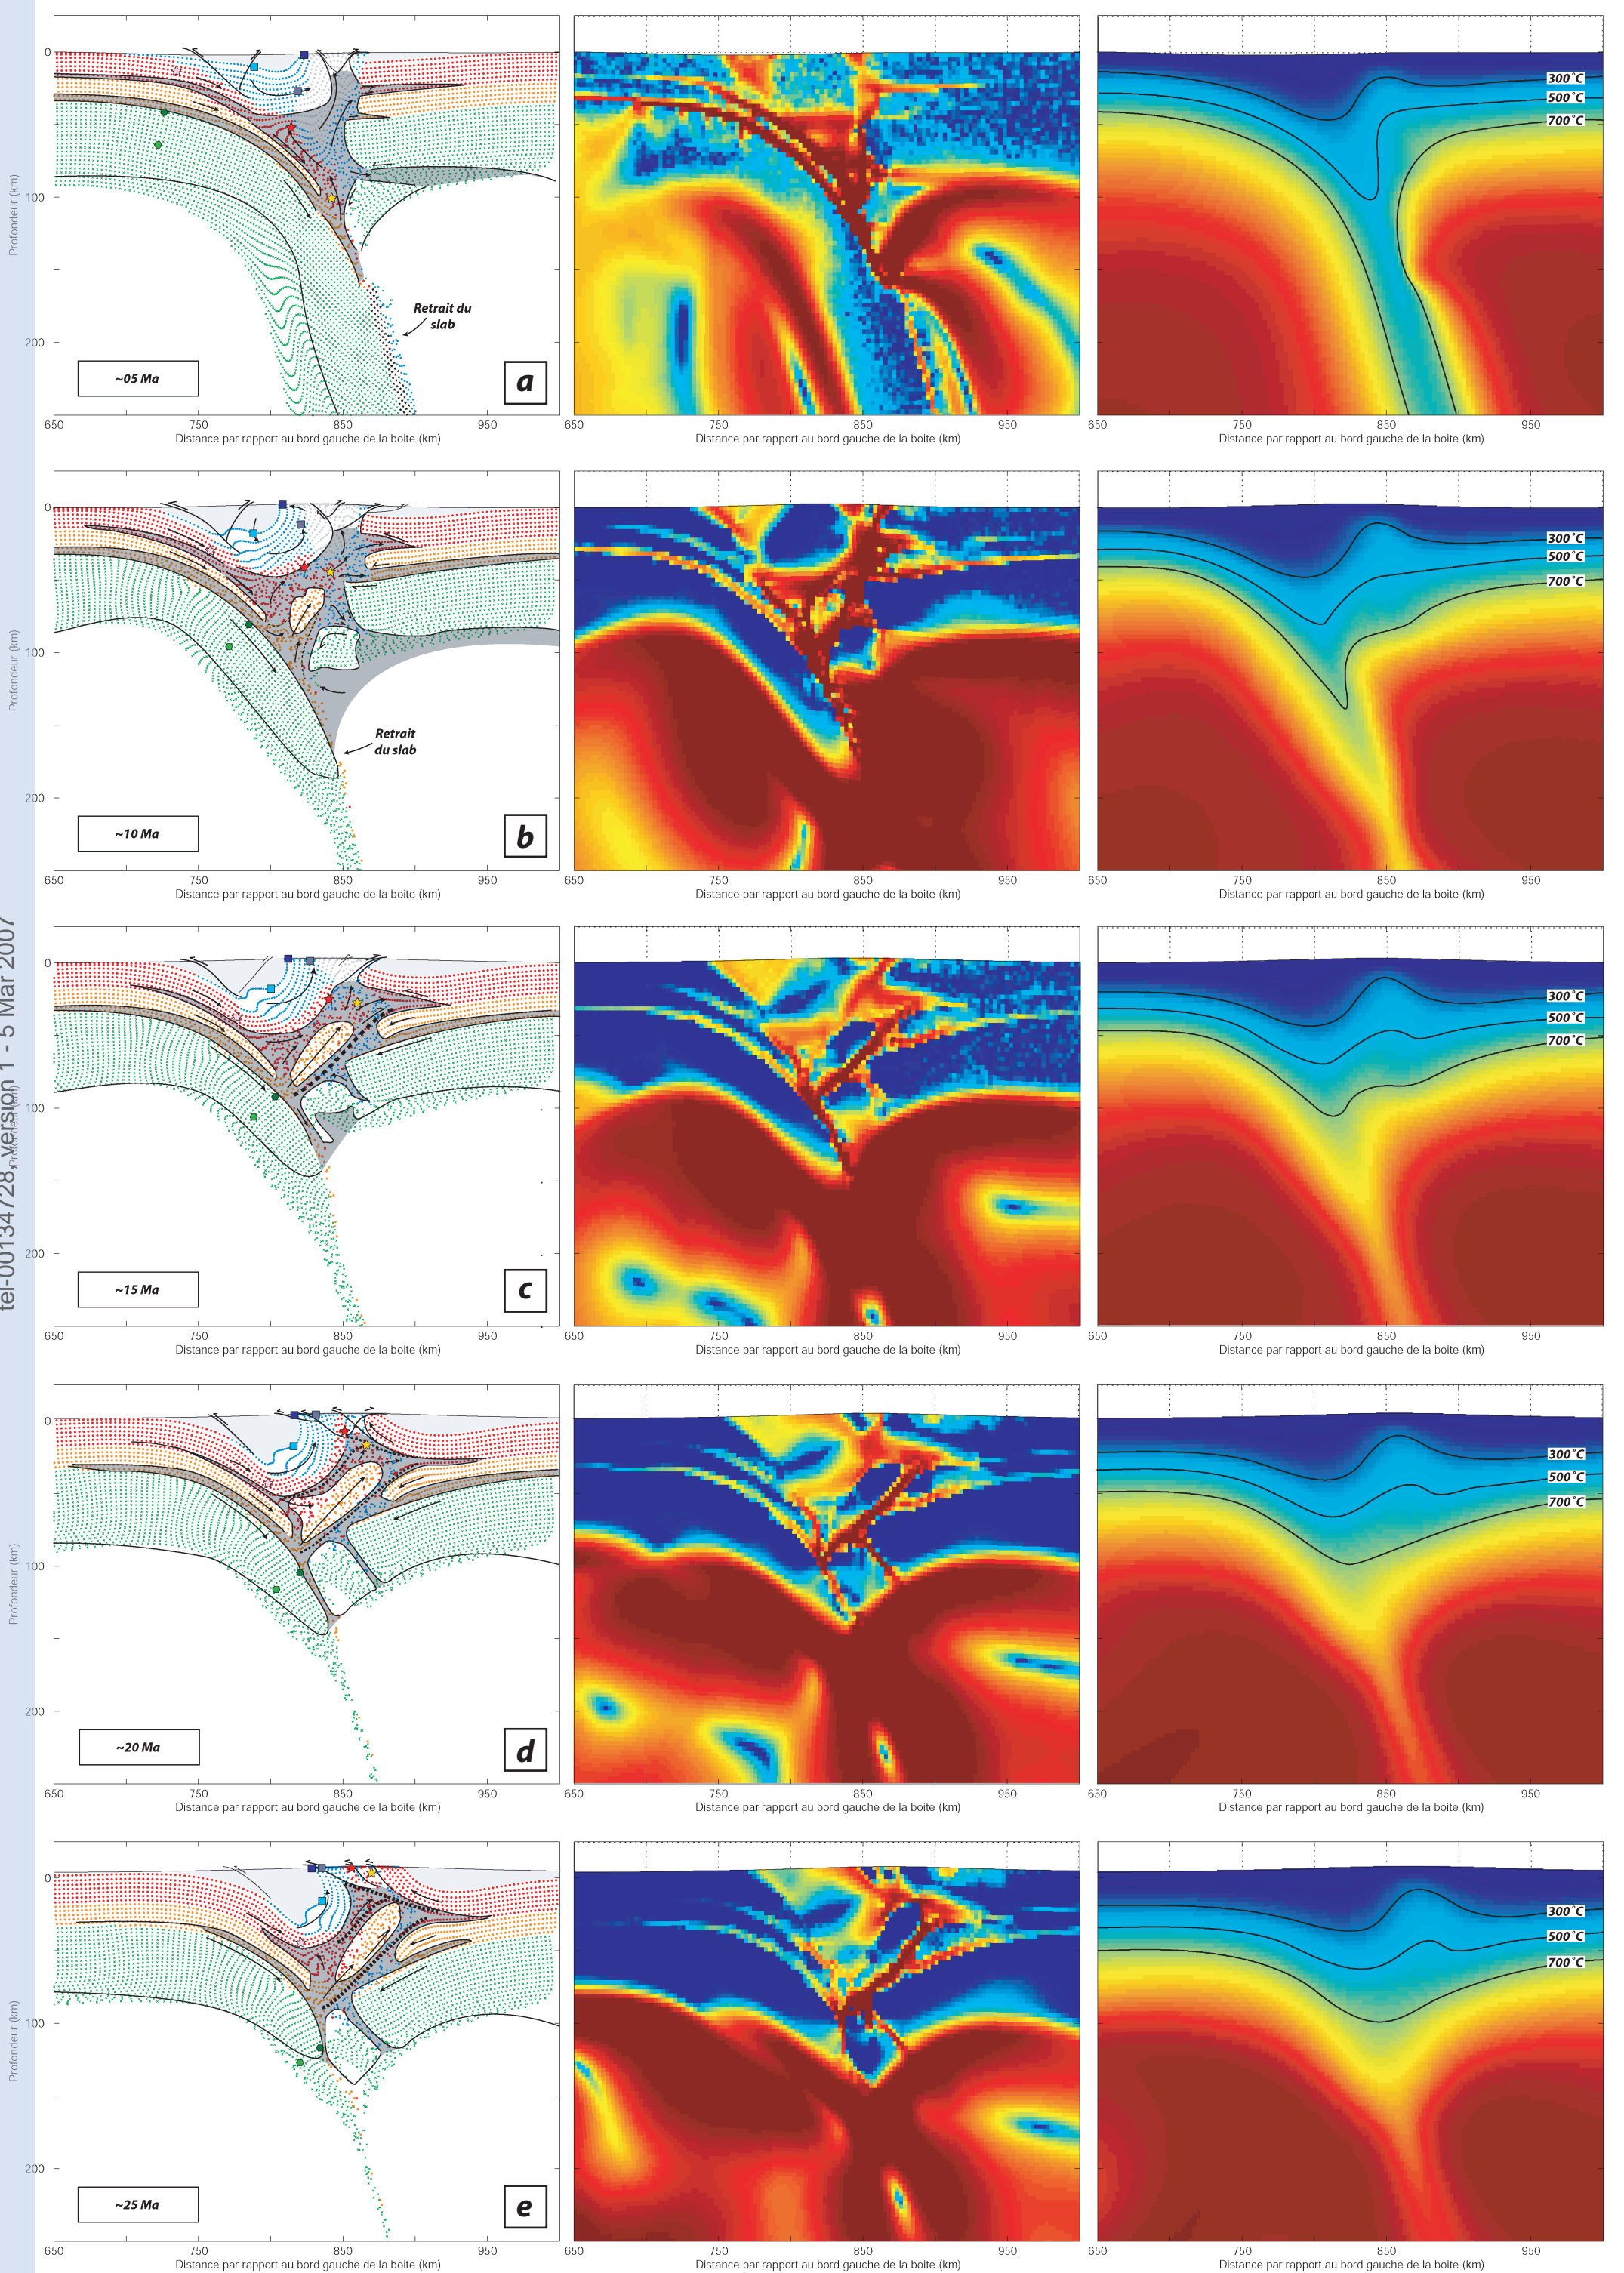 0
100
200
Profondeur (km)
Retrait du
slab
~05 Ma
a
650 750 850 950
Distance par rapport au bord gauche de la boite (km)
650 750 850 950
Distance par rapport au bord gauche de la boite (km)
300˚C
500˚C
700˚C
650 750 850 950
Distance par rapport au bord gauche de la boite (km)
0
100
200
Profondeur (km)
Retrait
du slab
~10 Ma
b
650 750 850 950
Distance par rapport au bord gauche de la boite (km)
650 750 850 950
Distance par rapport au bord gauche de la boite (km)
300˚C
500˚C
700˚C
650 750 850 950
Distance par rapport au bord gauche de la boite (km)
tel-00134728, version 1 - 5 Mar 2007
0
100
200
Profondeur (km)
~15 Ma
c
650 750 850 950
Distance par rapport au bord gauche de la boite (km)
650 750 850 950
Distance par rapport au bord gauche de la boite (km)
300˚C
500˚C
700˚C
650 750 850 950
Distance par rapport au bord gauche de la boite (km)
0
100
200
Profondeur (km)
~20 Ma
d
650 750 850 950
Distance par rapport au bord gauche de la boite (km)
650 750 850 950
Distance par rapport au bord gauche de la boite (km)
300˚C
500˚C
700˚C
650 750 850 950
Distance par rapport au bord gauche de la boite (km)
0
100
200
Profondeur (km)
~25 Ma
e
650 750 850 950
Distance par rapport au bord gauche de la boite (km)
650 750 850 950
Distance par rapport au bord gauche de la boite (km)
300˚C
500˚C
700˚C
650 750 850 950
Distance par rapport au bord gauche de la boite (km)